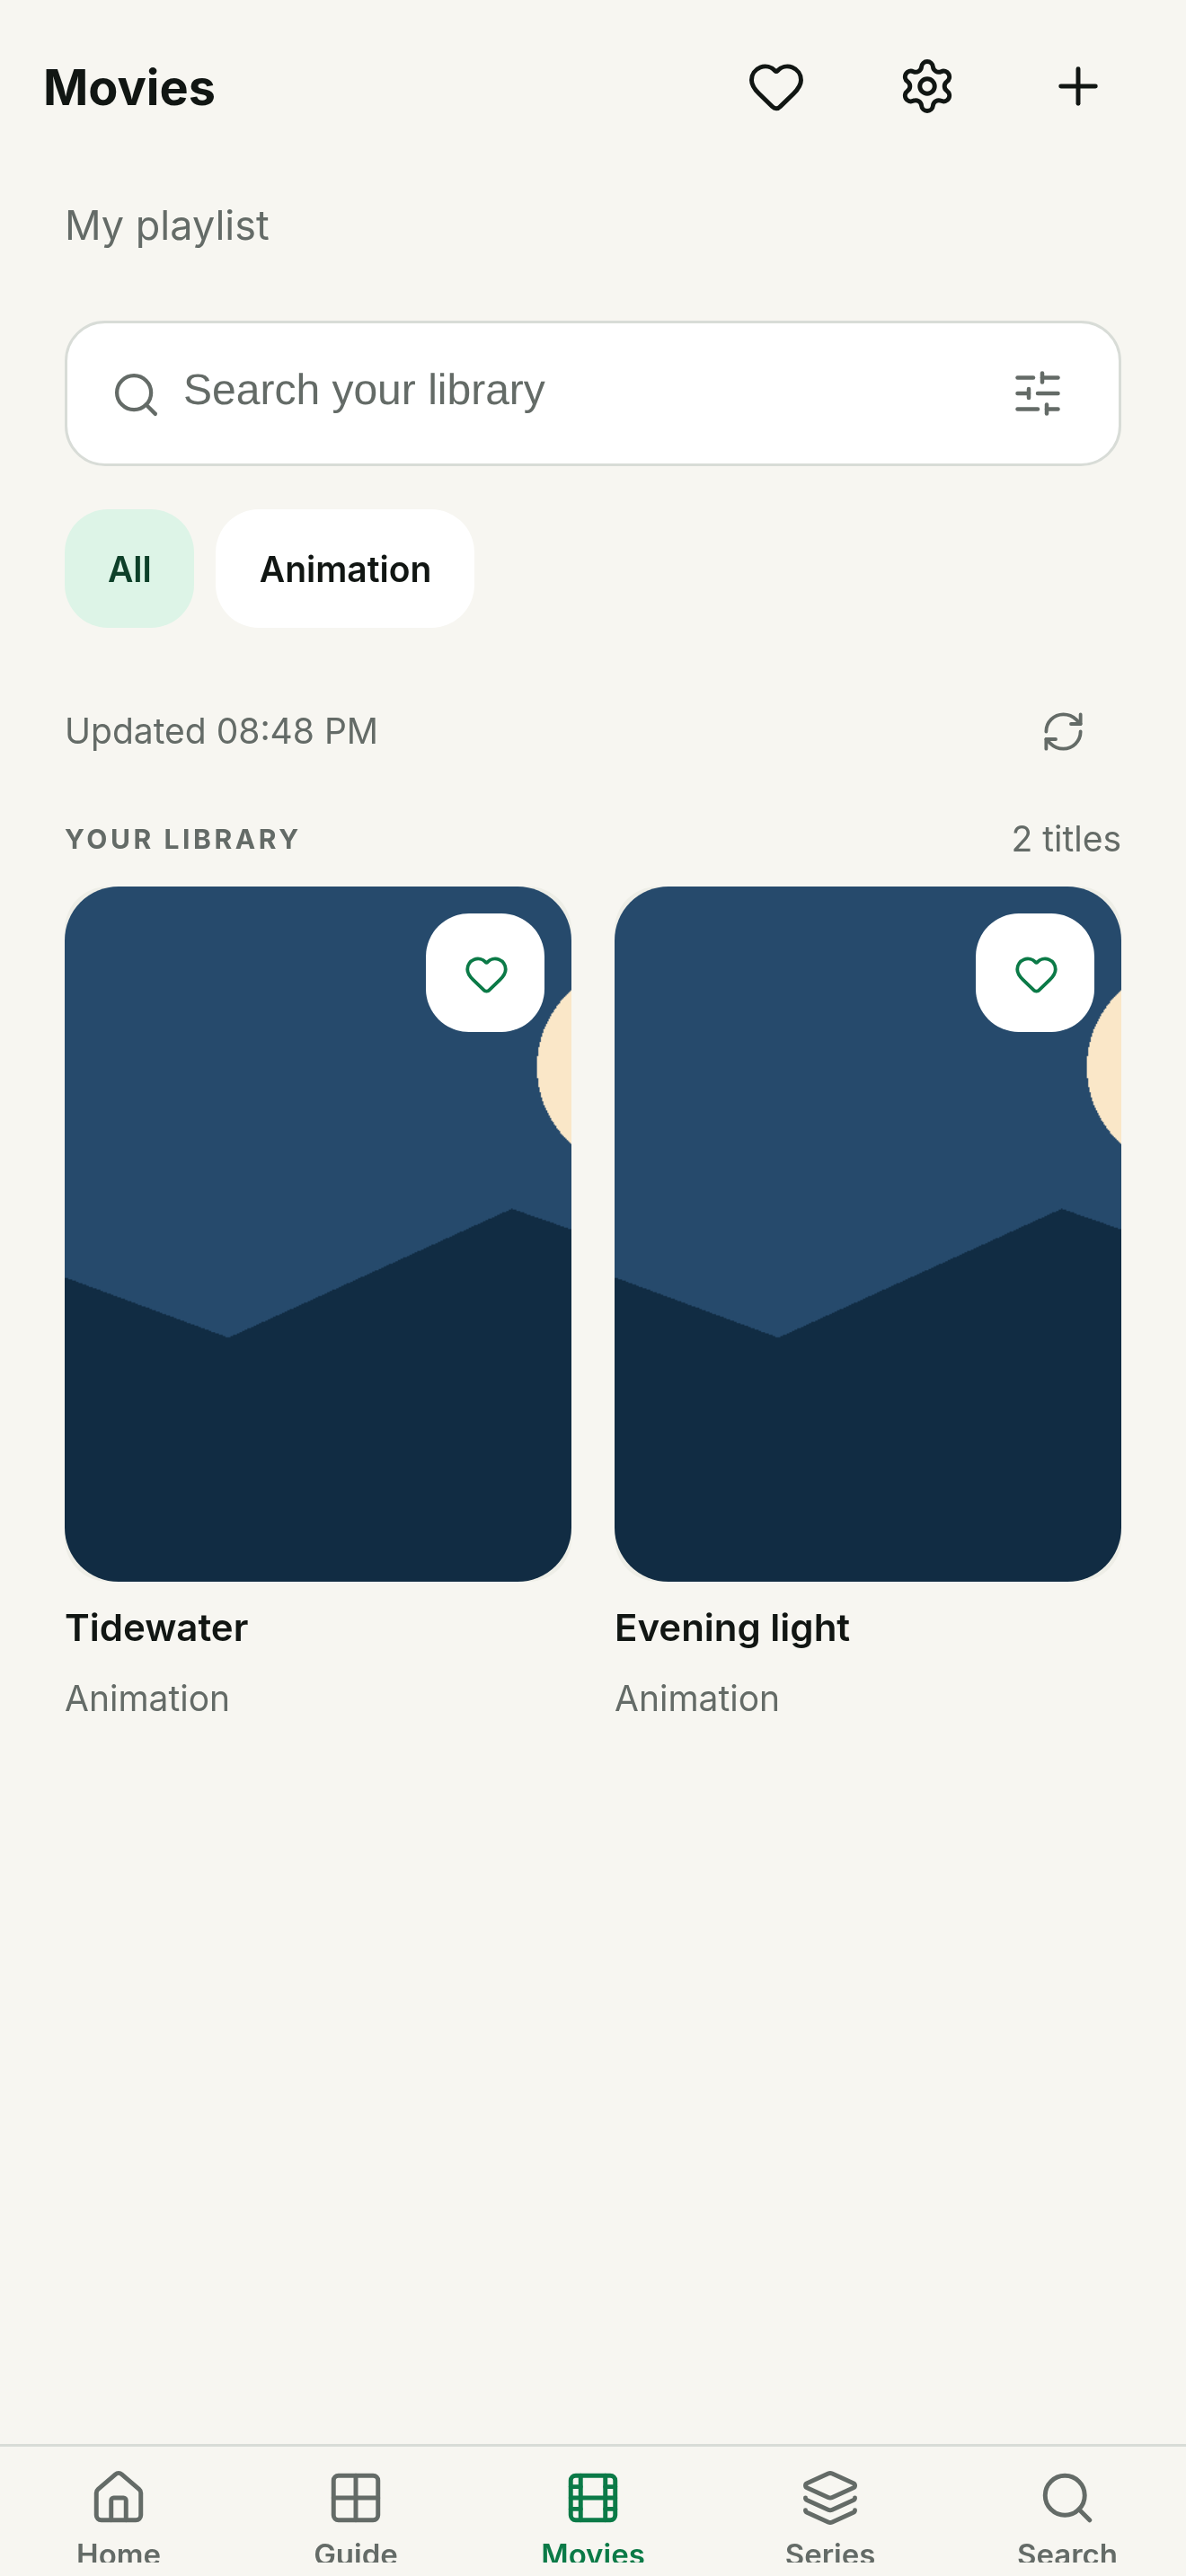 Movies
My playlist
Search your library
All
Animation
Updated 08:48 PM
YOUR LIBRARY
2 titles
Tidewater
Evening light
Animation
Animation
Home
Guide
Movies
Series
Search